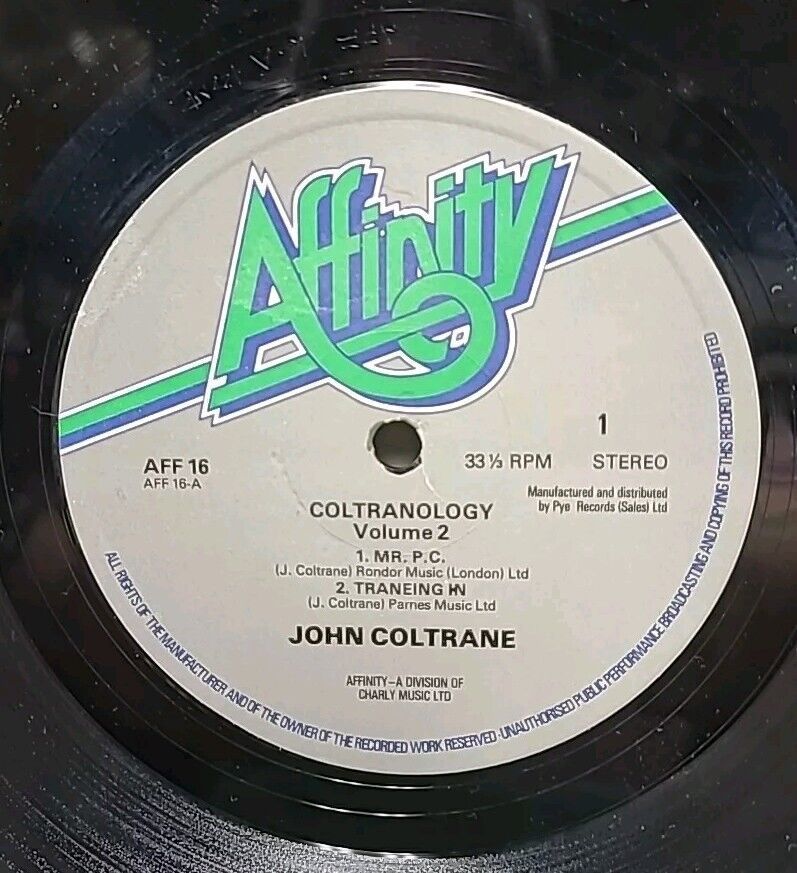 Affinity
1
AFF 16
33⅓ RPM STEREO
AFF 16-A
Manufactured and distributed
by Pye Records (Sales) Ltd
COLTRANOLOGY
Volume 2
1. MR. P.C.
(J. Coltrane) Rondor Music (London) Ltd
2. TRANEING IN
(J. Coltrane) Parnes Music Ltd
JOHN COLTRANE
AFFINITY—A DIVISION OF
CHARLY MUSIC LTD
ALL RIGHTS OF THE MANUFACTURER AND OF THE OWNER OF THE RECORDED WORK RESERVED · UNAUTHORISED PUBLIC PERFORMANCE BROADCASTING AND COPYING OF THIS RECORD PROHIBITED